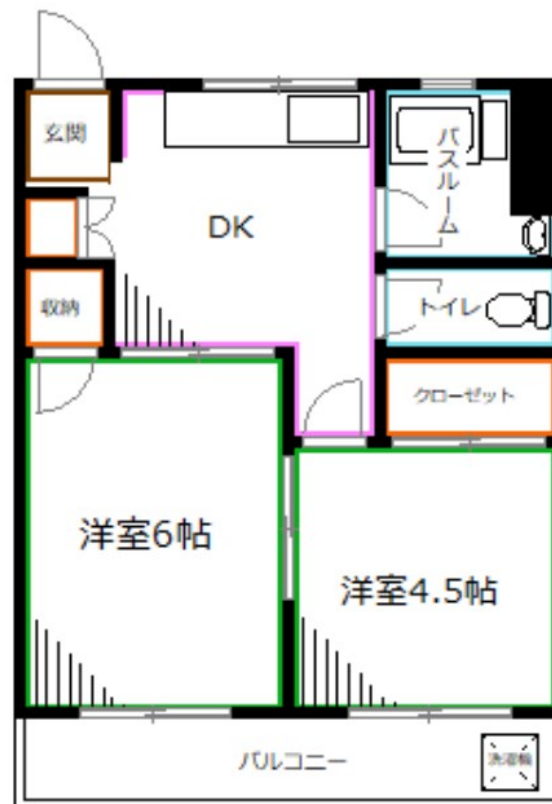 玄関
バスルーム
DK
収納
トイレ
クローゼット
洋室6帖
洋室4.5帖
バルコニー
洗濯機